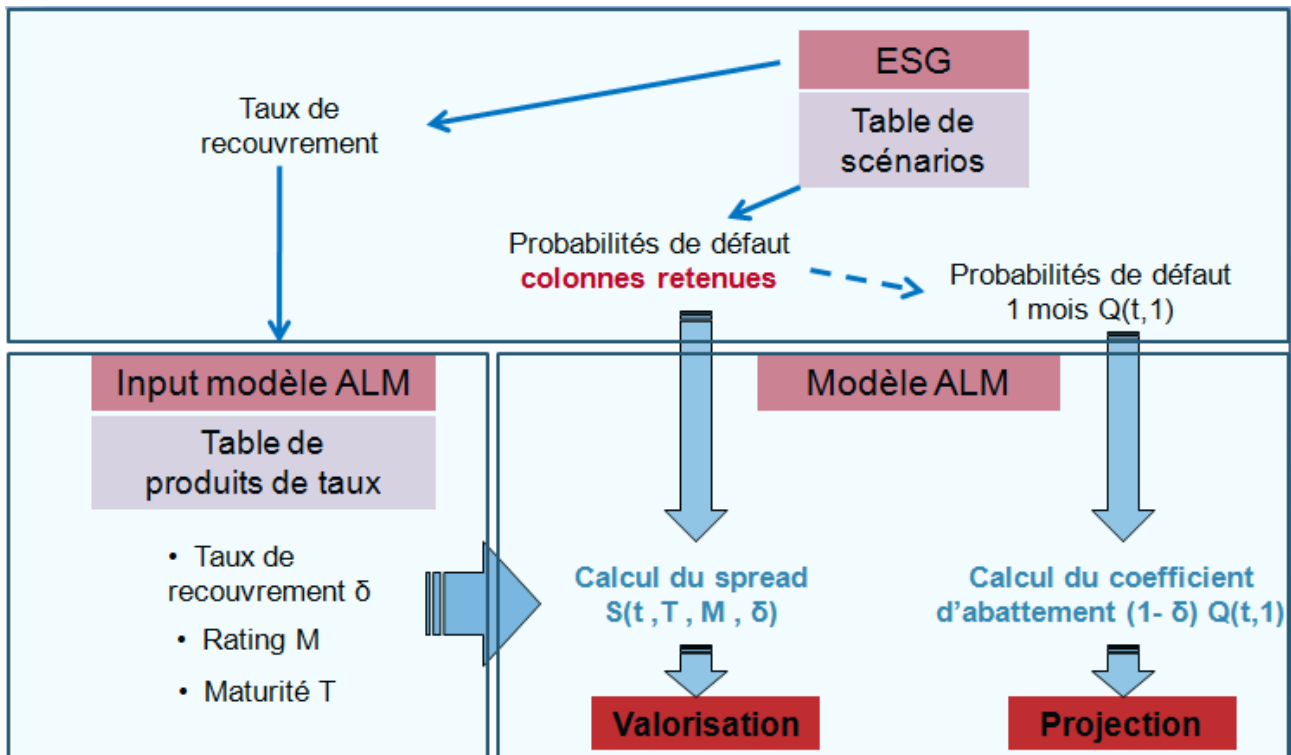 ESG
Table de
scénarios
Taux de
recouvrement
Probabilités de défaut
colonnes retenues
Probabilités de défaut
1 mois Q(t,1)
Input modèle ALM
Table de
produits de taux
• Taux de
recouvrement δ
• Rating M
• Maturité T
Modèle ALM
Calcul du spread
S(t ,T , M , δ)
Calcul du coefficient
d’abattement (1- δ) Q(t,1)
Valorisation
Projection